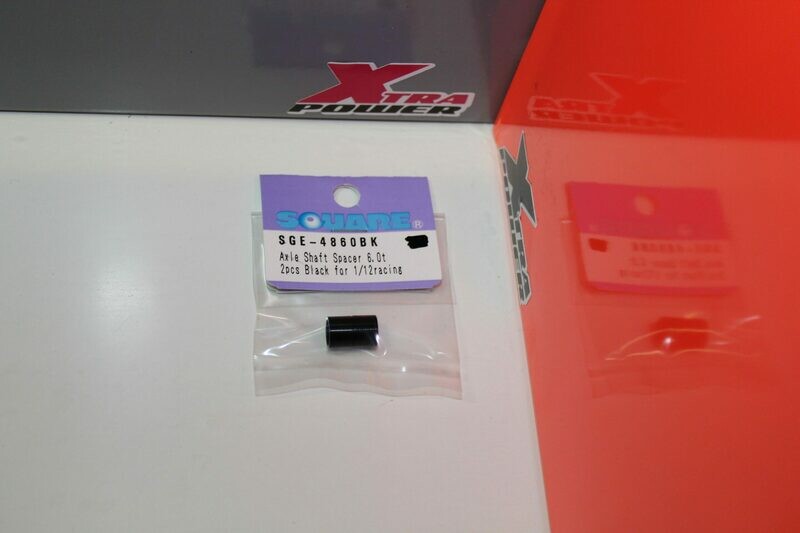 XTRA
POWER
SQUARE®
SGE-4860BK
Axle Shaft Spacer 6.0t
2pcs Black for 1/12racing